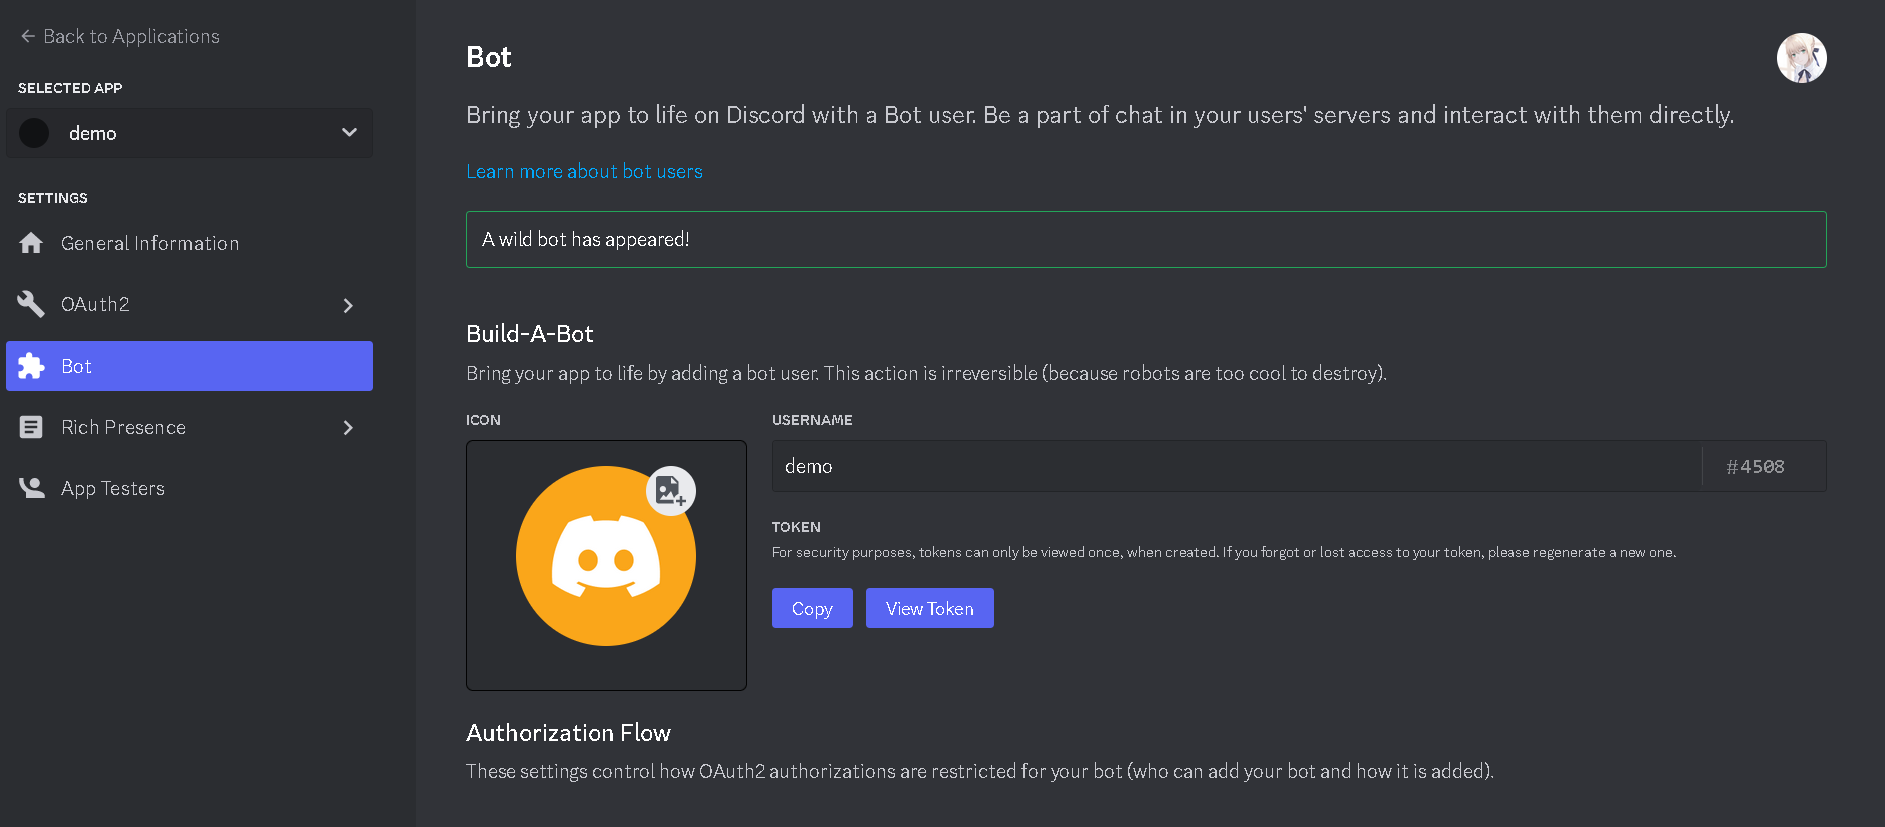 Back to Applications
SELECTED APP
demo
SETTINGS
General Information
OAuth2
Bot
Rich Presence
App Testers
Bot
Bring your app to life on Discord with a Bot user. Be a part of chat in your users' servers and interact with them directly.
Learn more about bot users
A wild bot has appeared!
Build-A-Bot
Bring your app to life by adding a bot user. This action is irreversible (because robots are too cool to destroy).
ICON
USERNAME
demo #4508
TOKEN
For security purposes, tokens can only be viewed once, when created. If you forgot or lost access to your token, please regenerate a new one.
Copy View Token
Authorization Flow
These settings control how OAuth2 authorizations are restricted for your bot (who can add your bot and how it is added).